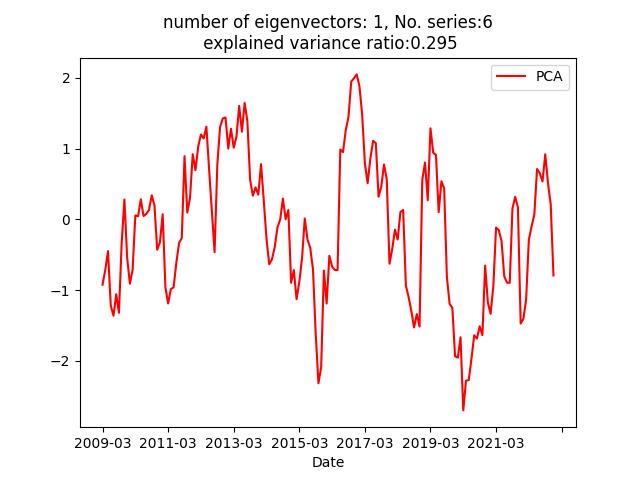 number of eigenvectors: 1, No. series:6
explained variance ratio:0.295
PCA
2
1
0
−1
−2
2009-03 2011-03 2013-03 2015-03 2017-03 2019-03 2021-03
Date